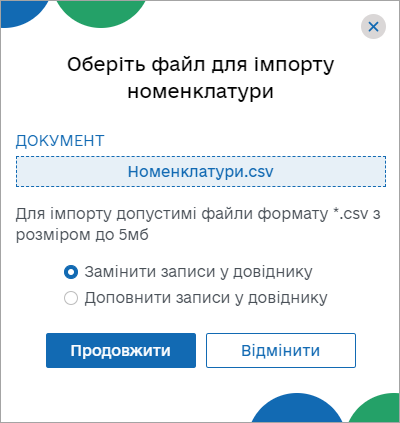 Оберіть файл для імпорту
номенклатури
ДОКУМЕНТ
Номенклатури.csv
Для імпорту допустимі файли формату *.csv з
розміром до 5мб
Замінити записи у довіднику
Доповнити записи у довіднику
Продовжити
Відмінити